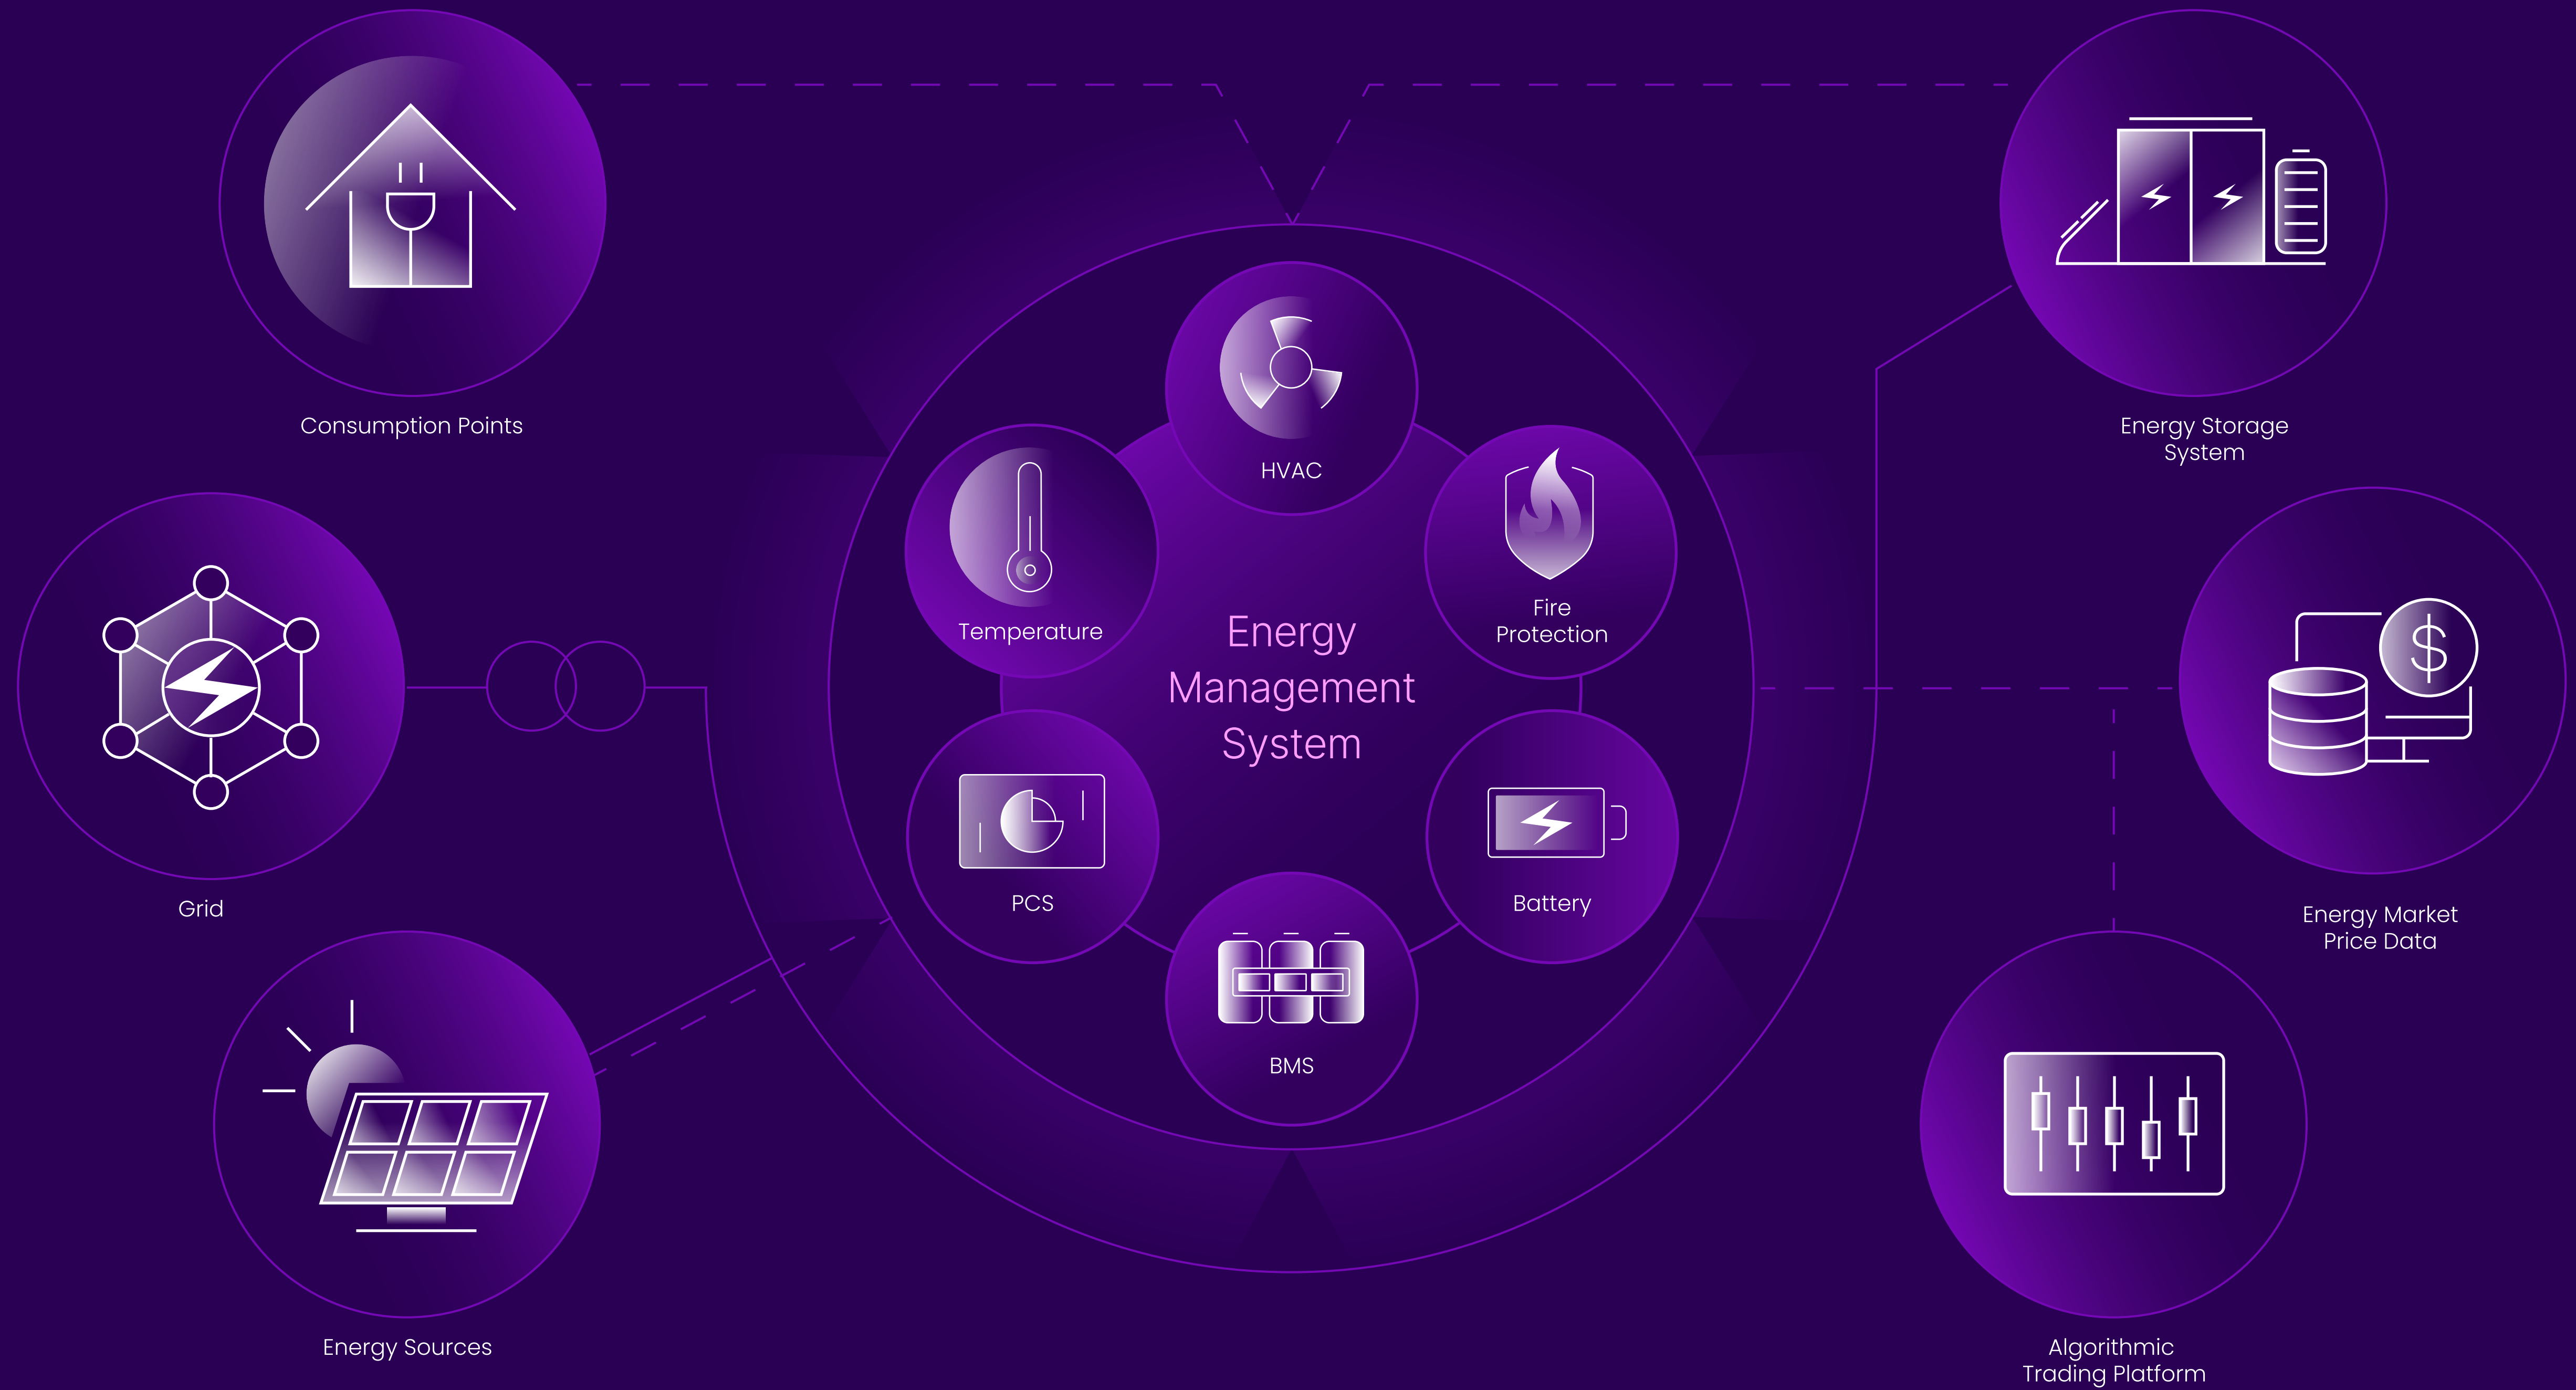 Consumption Points
Energy Storage
System
HVAC
Temperature
Fire
Protection
Energy
Management
System
Grid
PCS
Battery
Energy Market
Price Data
BMS
$
Energy Sources
Algorithmic
Trading Platform